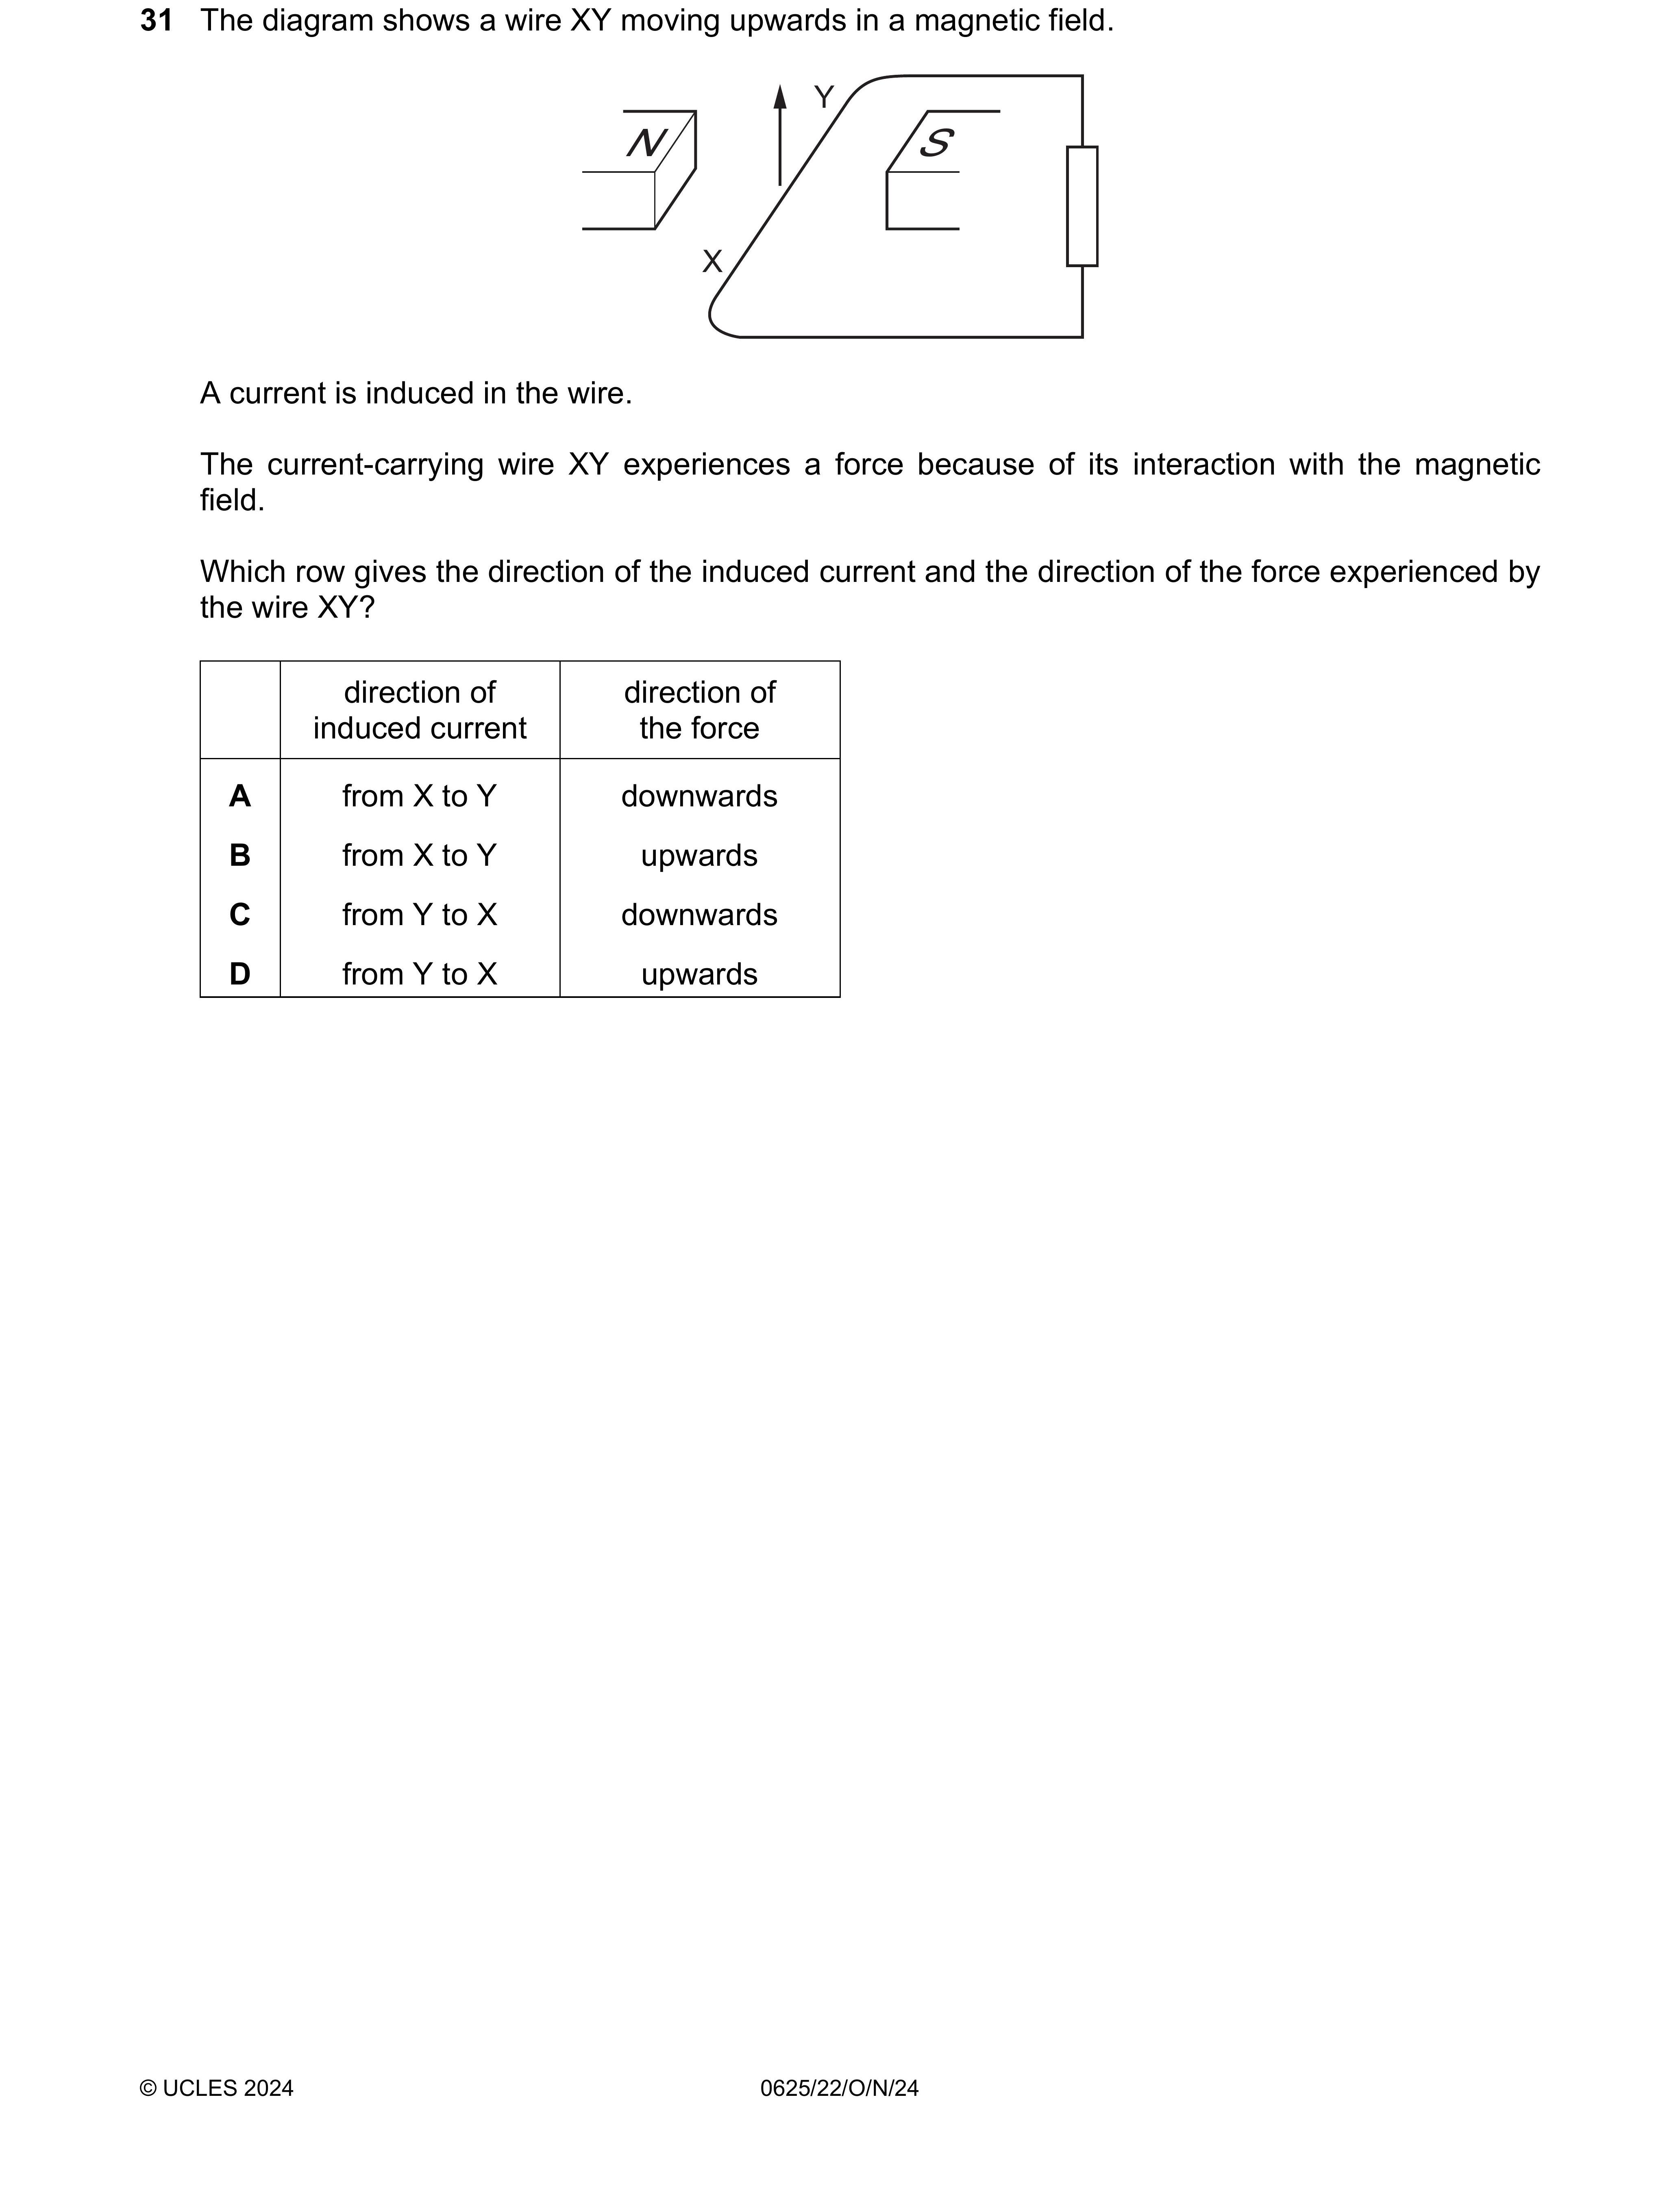 31 The diagram shows a wire XY moving upwards in a magnetic field.
Y
N
S
X
A current is induced in the wire.
The current-carrying wire XY experiences a force because of its interaction with the magnetic
field.
Which row gives the direction of the induced current and the direction of the force experienced by
the wire XY?
direction of induced current direction of the force
A from X to Y downwards
B from X to Y upwards
C from Y to X downwards
D from Y to X upwards
© UCLES 2024 0625/22/O/N/24